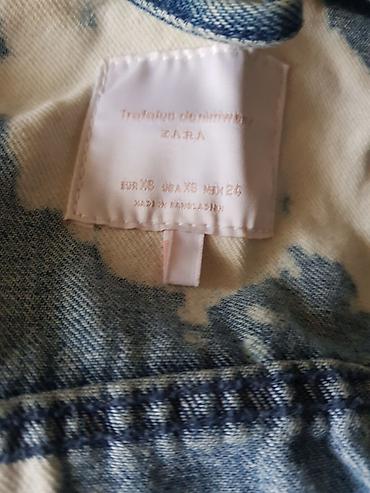 Trafaluc denimwear
ZARA
EUR XS USA XS MEX 24
MADE IN BANGLADESH